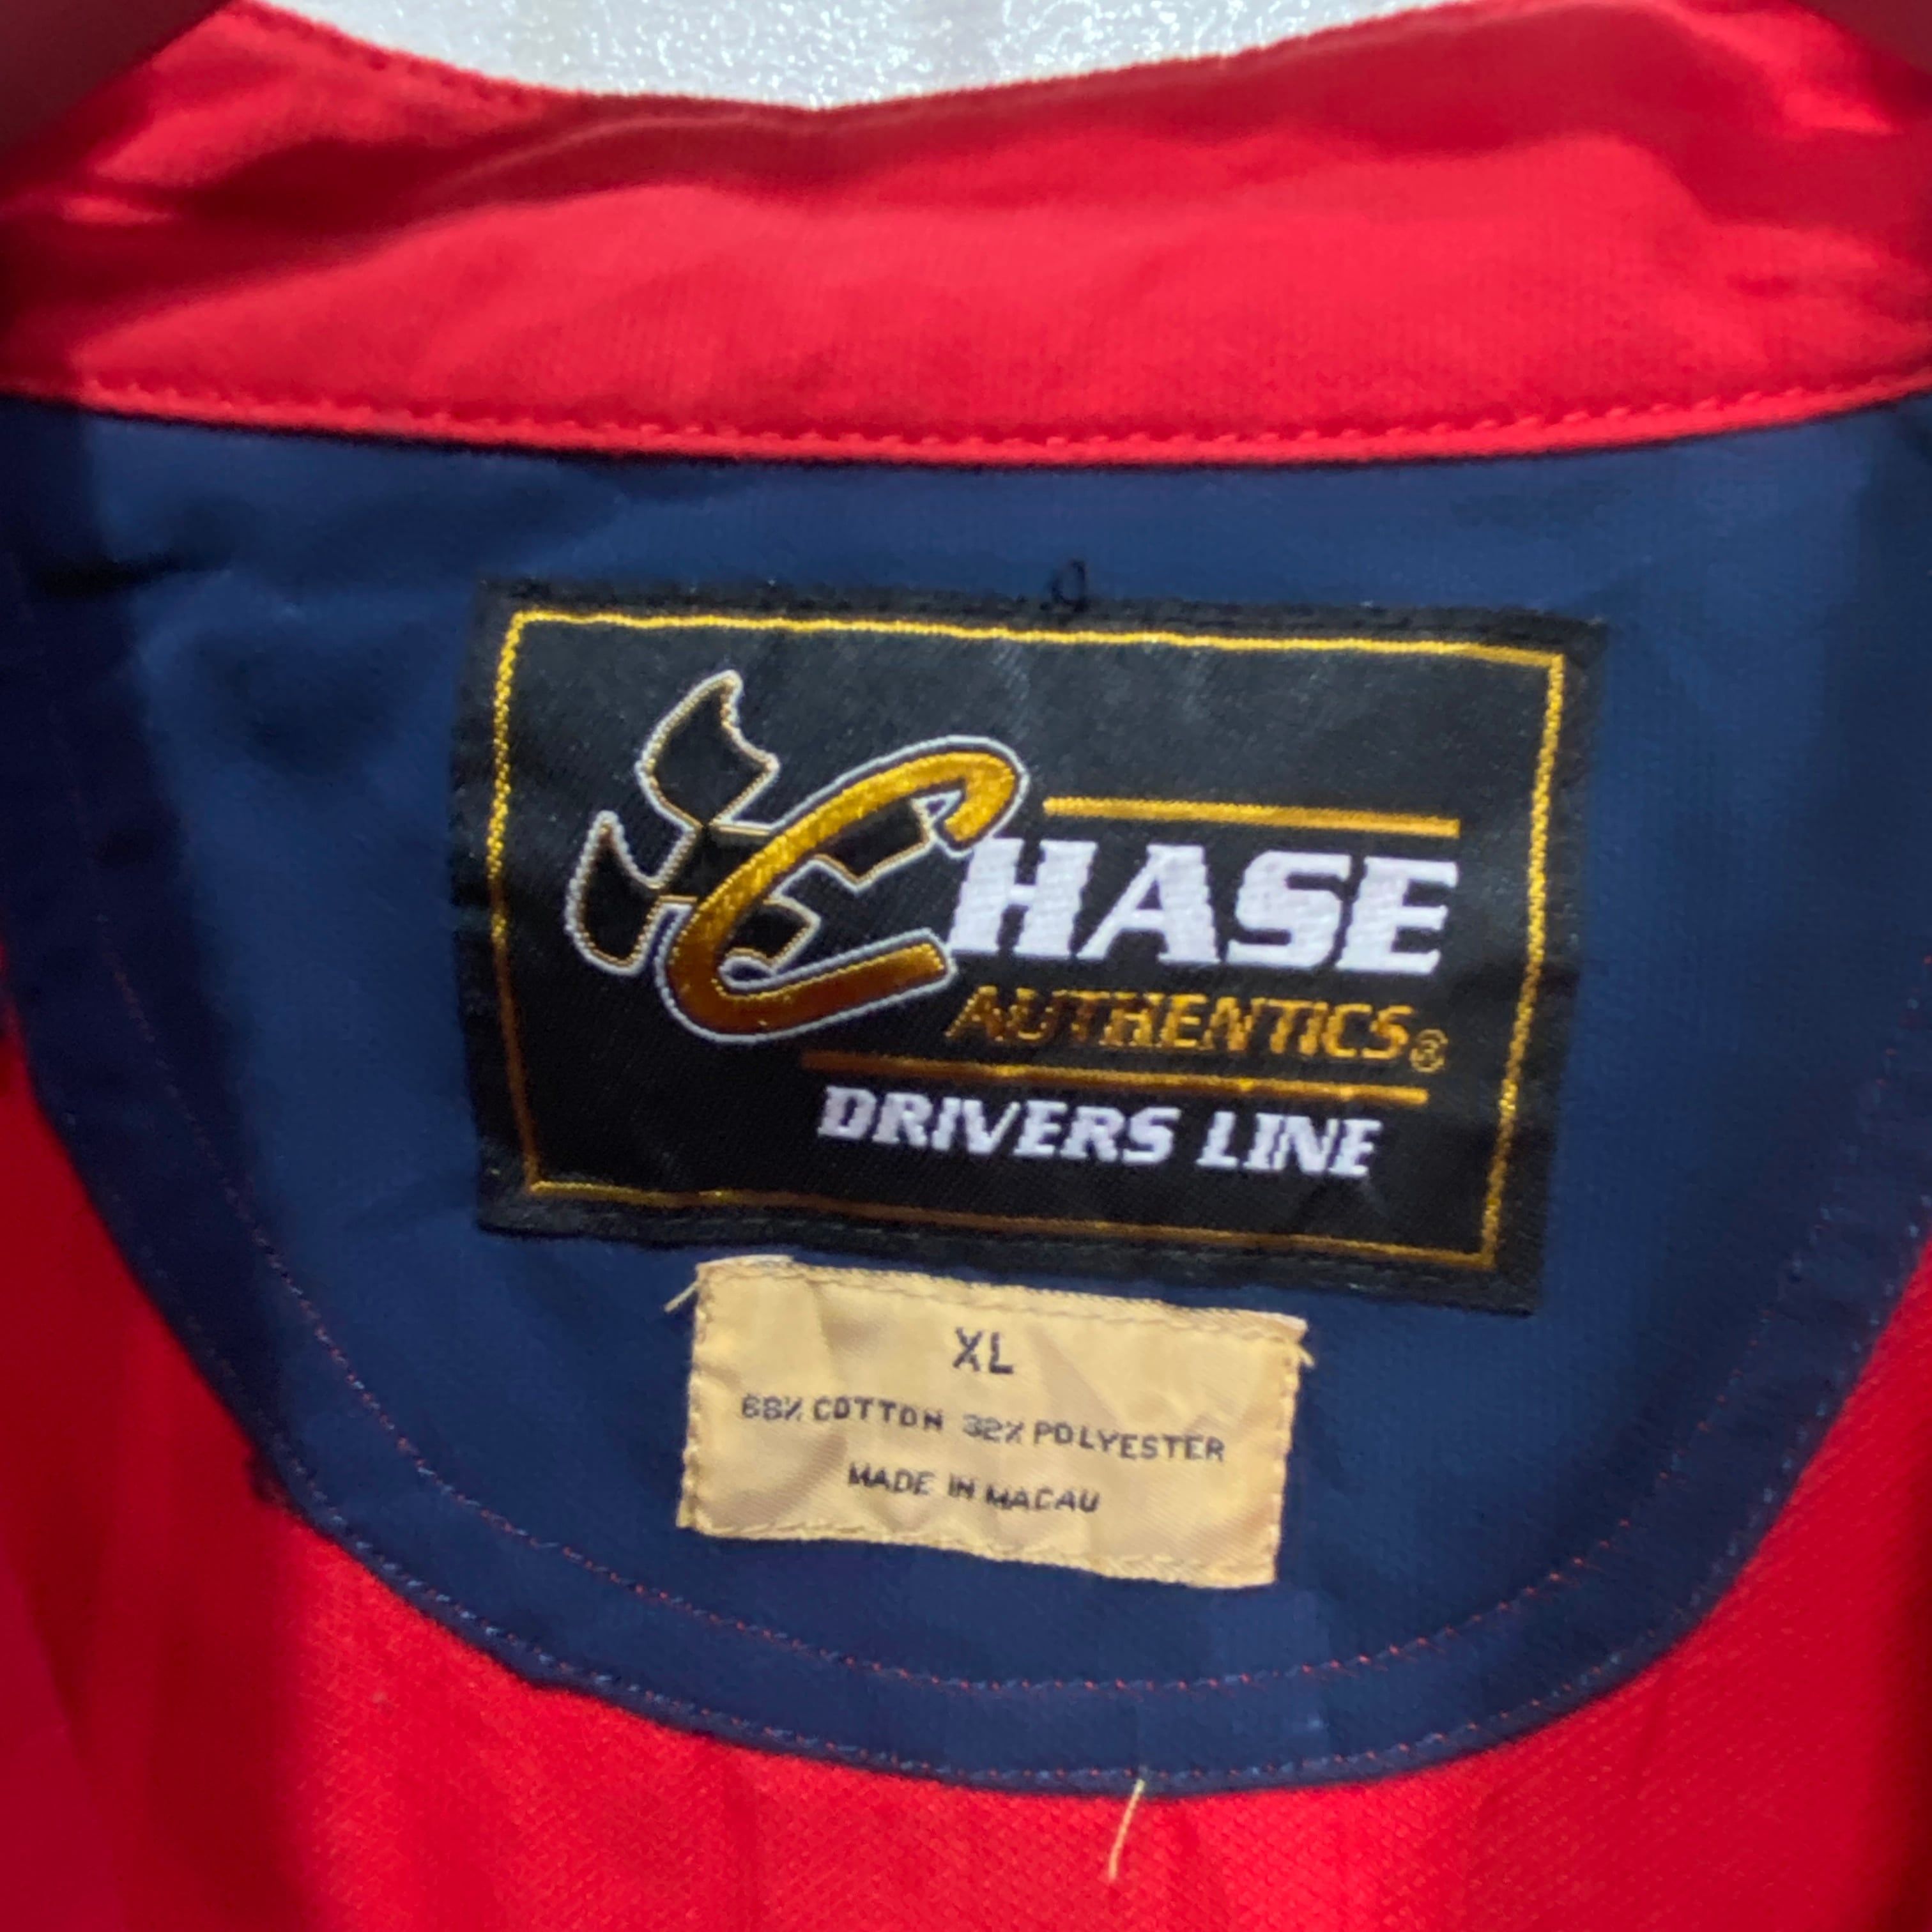 CHASE
AUTHENTICS®
DRIVERS LINE
XL
68% COTTON 32% POLYESTER
MADE IN MACAU